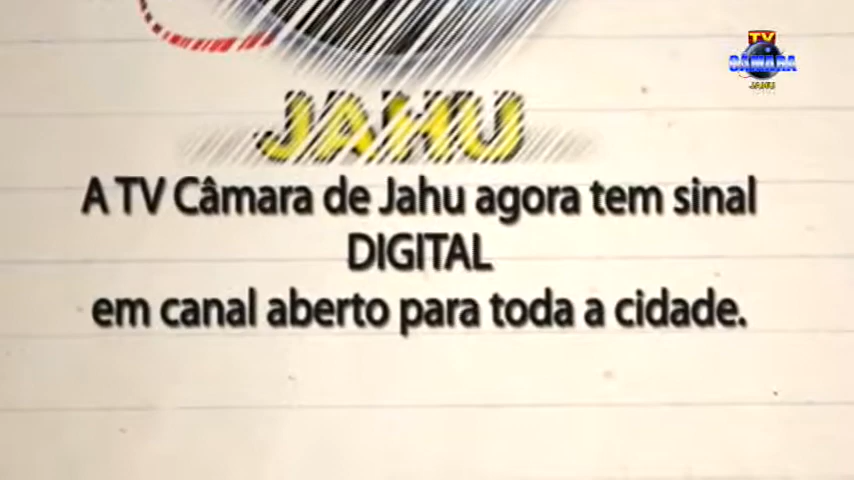 TV
CÂMARA
JAHU
JAHU
A TV Câmara de Jahu agora tem sinal
DIGITAL
em canal aberto para toda a cidade.